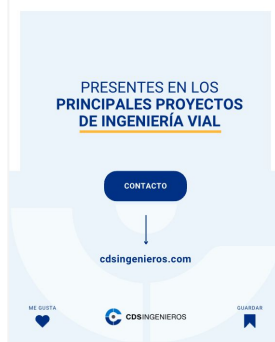 PRESENTES EN LOS
PRINCIPALES PROYECTOS
DE INGENIERÍA VIAL
CONTACTO
cdsingenieros.com
ME GUSTA
GUARDAR
CDSINGENIEROS